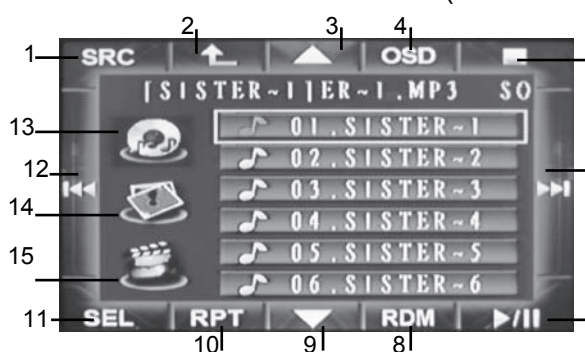 2 3 4
1 SRC OSD
[SISTER~1]ER~1.MP3 SO
13 01.SISTER~1
02.SISTER~2
12 03.SISTER~3
14 04.SISTER~4
15 05.SISTER~5
06.SISTER~6
11 SEL RPT RDM
10 9 8